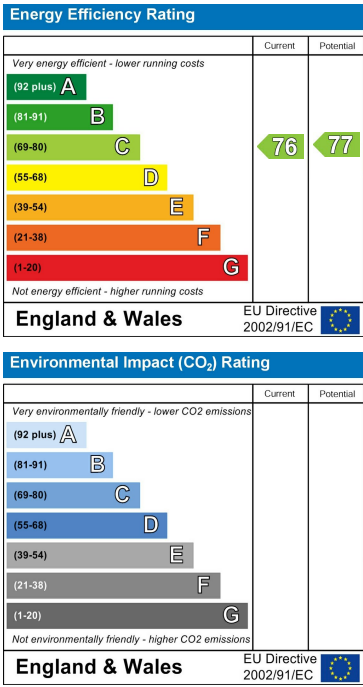 Energy Efficiency Rating
Current Potential
Very energy efficient - lower running costs
(92 plus) A
(81-91) B
(69-80) C 76 77
(55-68) D
(39-54) E
(21-38) F
(1-20) G
Not energy efficient - higher running costs
England & Wales
EU Directive
2002/91/EC
Environmental Impact (CO₂) Rating
Current Potential
Very environmentally friendly - lower CO2 emissions
(92 plus) A
(81-91) B
(69-80) C
(55-68) D
(39-54) E
(21-38) F
(1-20) G
Not environmentally friendly - higher CO2 emissions
England & Wales
EU Directive
2002/91/EC